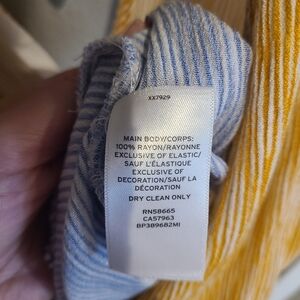 XX7929
MAIN BODY/CORPS:
100% RAYON/RAYONNE
EXCLUSIVE OF ELASTIC/
SAUF L'ÉLASTIQUE
EXCLUSIVE OF
DECORATION/SAUF LA
DÉCORATION
DRY CLEAN ONLY
RN58665
CA57963
BP3B96B2MI